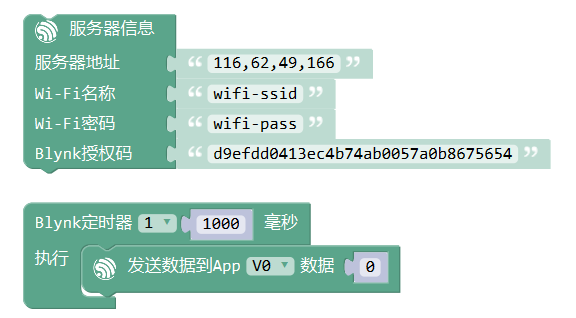 服务器信息
服务器地址 “ 116,62,49,166 ”
Wi-Fi名称 “ wifi-ssid ”
Wi-Fi密码 “ wifi-pass ”
Blynk授权码 “ d9efdd0413ec4b74ab0057a0b8675654 ”
Blynk定时器 1 1000 毫秒
执行 发送数据到App V0 数据 0